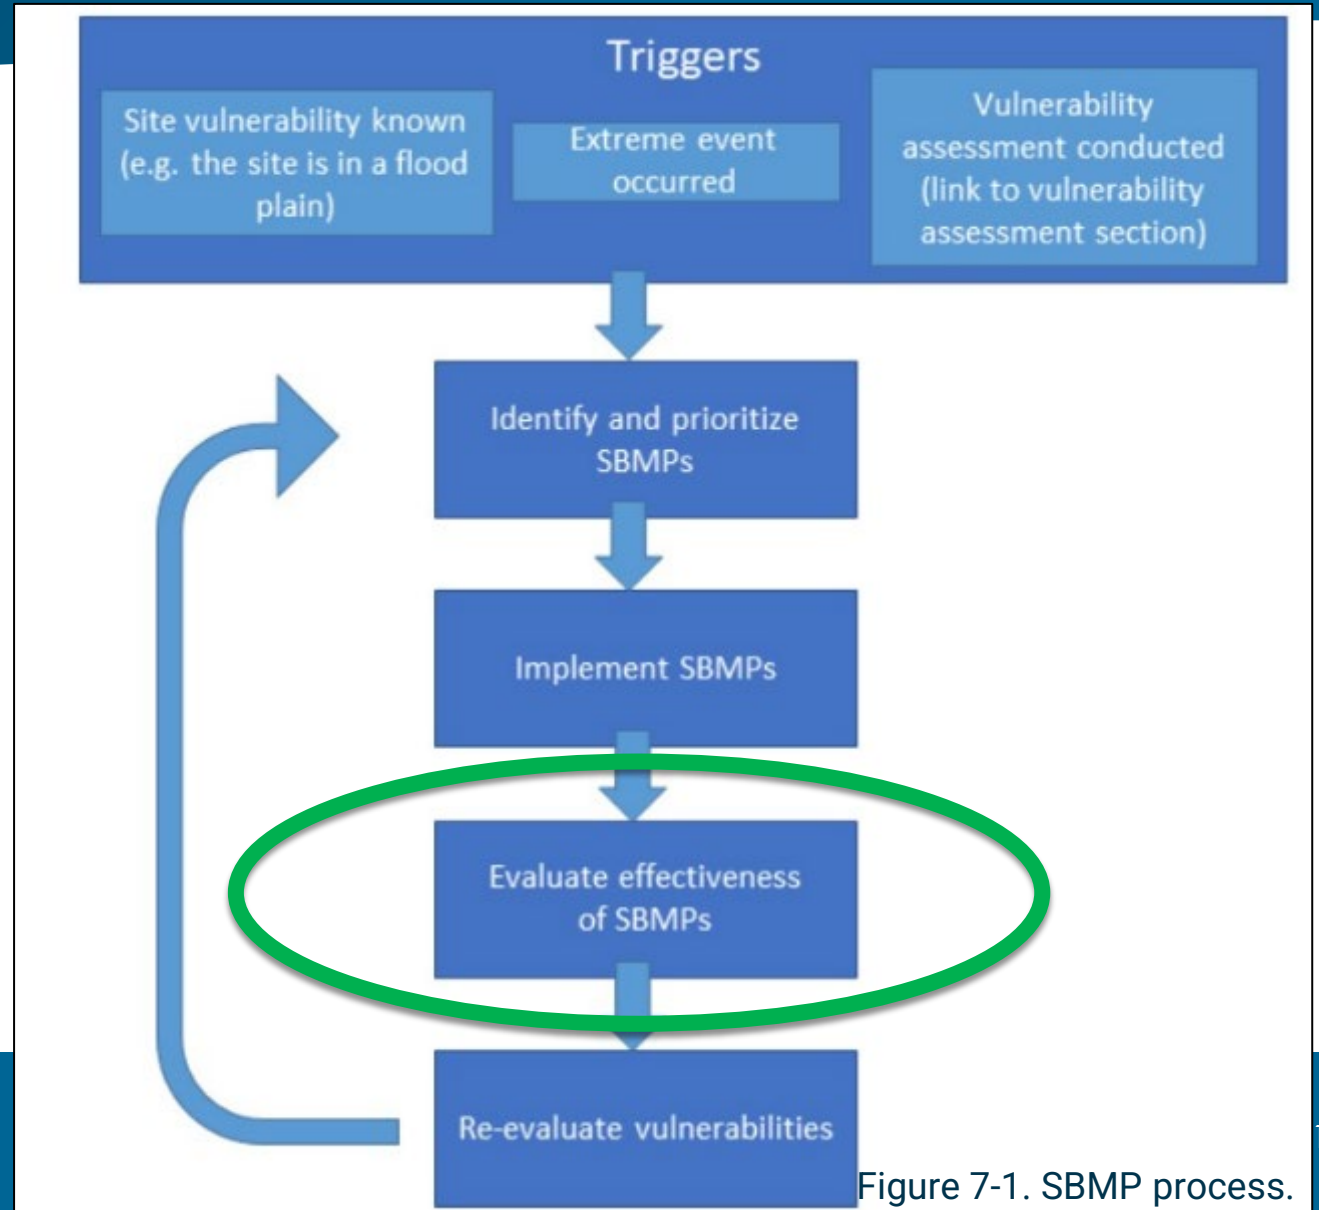 Triggers
Site vulnerability known
(e.g. the site is in a flood
plain)
Extreme event
occurred
Vulnerability
assessment conducted
(link to vulnerability
assessment section)
Identify and prioritize
SBMPs
Implement SBMPs
Evaluate effectiveness
of SBMPs
Re-evaluate vulnerabilities
Figure 7-1. SBMP process.